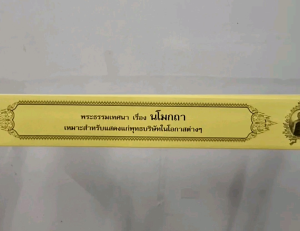 พระธรรมเทศนา เรื่อง นโมกถา
เหมาะสำหรับแสดงแก่พุทธบริษัทในโอกาสต่างๆ